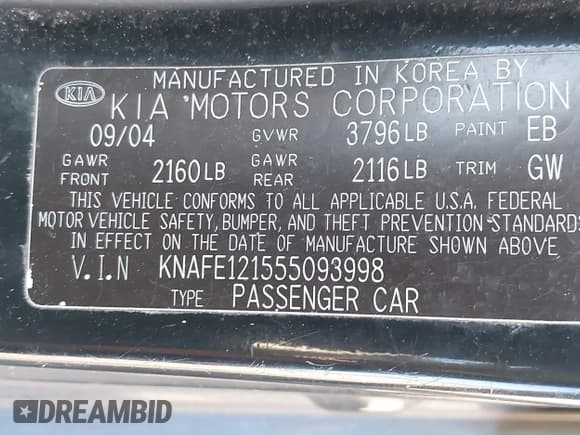 MANUFACTURED IN KOREA BY
KIA KIA MOTORS CORPORATION
09/04 GVWR 3796LB PAINT EB
GAWR FRONT 2160LB GAWR REAR 2116LB TRIM GW
THIS VEHICLE CONFORMS TO ALL APPLICABLE U.S.A. FEDERAL
MOTOR VEHICLE SAFETY, BUMPER, AND THEFT PREVENTION STANDARDS
IN EFFECT ON THE DATE OF MANUFACTURE SHOWN ABOVE
V.I.N KNAFE121555093998
TYPE PASSENGER CAR
DREAMBID